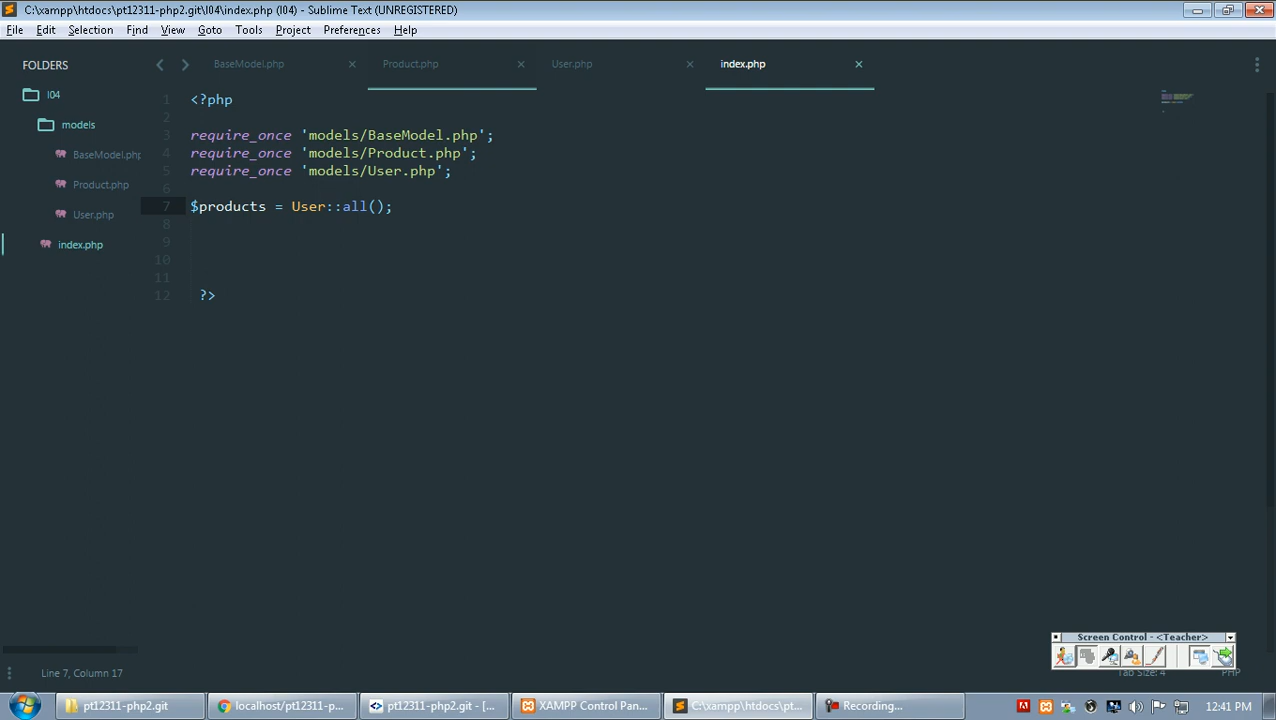 C:\xampp\htdocs\pt12311-php2.git\l04\index.php (l04) - Sublime Text (UNREGISTERED)
File Edit Selection Find View Goto Tools Project Preferences Help
FOLDERS
l04
models
BaseModel.php
Product.php
User.php
index.php
BaseModel.php Product.php User.php index.php
1 <?php
2
3 require_once 'models/BaseModel.php';
4 require_once 'models/Product.php';
5 require_once 'models/User.php';
6
7 $products = User::all();
8
9
10
11
12 ?>
Screen Control - <Teacher>
Line 7, Column 17 Tab Size: 4 PHP
pt12311-php2.git localhost/pt12311-p... pt12311-php2.git - [... XAMPP Control Pan... C:\xampp\htdocs\pt... Recording... 12:41 PM